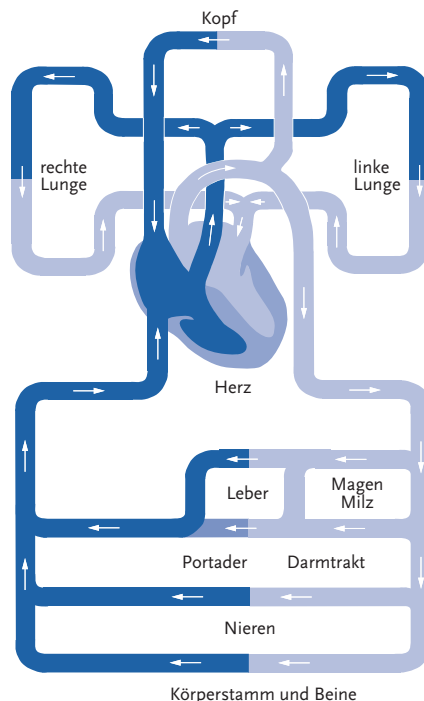 Kopf
rechte
Lunge
linke
Lunge
Herz
Leber
Magen
Milz
Portader
Darmtrakt
Nieren
Körperstamm und Beine